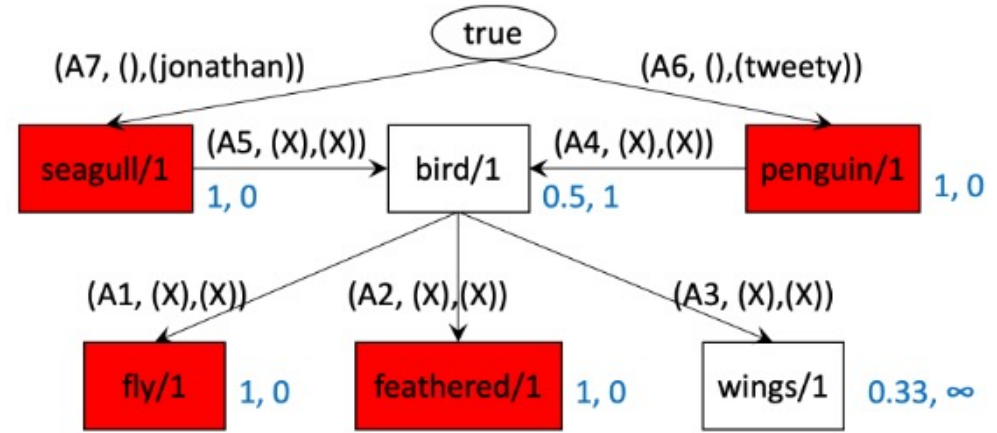 true
(A7, (),(jonathan))
(A6, (),(tweety))
seagull/1
(A5, (X),(X))
bird/1
(A4, (X),(X))
penguin/1
1, 0
0.5, 1
1, 0
(A1, (X),(X))
(A2, (X),(X))
(A3, (X),(X))
fly/1
1, 0
feathered/1
1, 0
wings/1
0.33, ∞